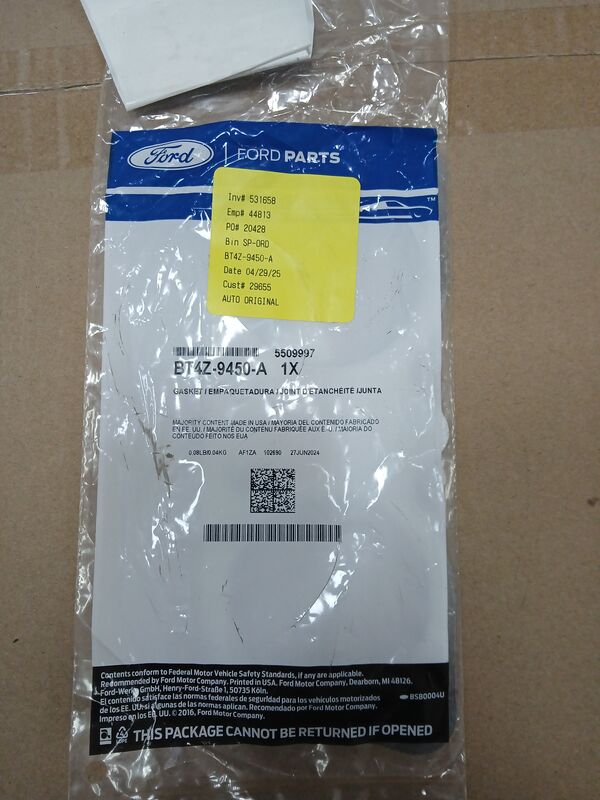 Ford
FORD PARTS
TM
Inv# 531658
Emp# 44813
PO# 20428
Bin SP-ORD
BT4Z-9450-A
Date 04/29/25
Cust# 29655
AUTO ORIGINAL
5509997
BT4Z-9450-A 1X
GASKET / EMPAQUETADURA / JOINT D'ETANCHÉITÉ /JUNTA
MAJORITY CONTENT MADE IN USA / MAYORIA DEL CONTENIDO FABRICADO
EN EE. UU. / MAJORITÉ DU CONTENU FABRIQUÉE AUX É.-U. / MAIORIA DO
CONTEÚDO FEITO NOS EUA
0.08LB/0.04KG AF1ZA 102690 27JUN2024
Contents conform to Federal Motor Vehicle Safety Standards, if any are applicable.
Recommended by Ford Motor Company. Printed in USA. Ford Motor Company, Dearborn, MI 48126.
Ford-Werke GmbH, Henry-Ford-Straße 1, 50735 Köln.
El contenido satisface las normas federales de seguridad para los vehículos motorizados
de los EE. UU. si algunas de las normas aplican. Recomendado por Ford Motor Company.
Impreso en los EE. UU. © 2016, Ford Motor Company.
BSB0004U
THIS PACKAGE CANNOT BE RETURNED IF OPENED